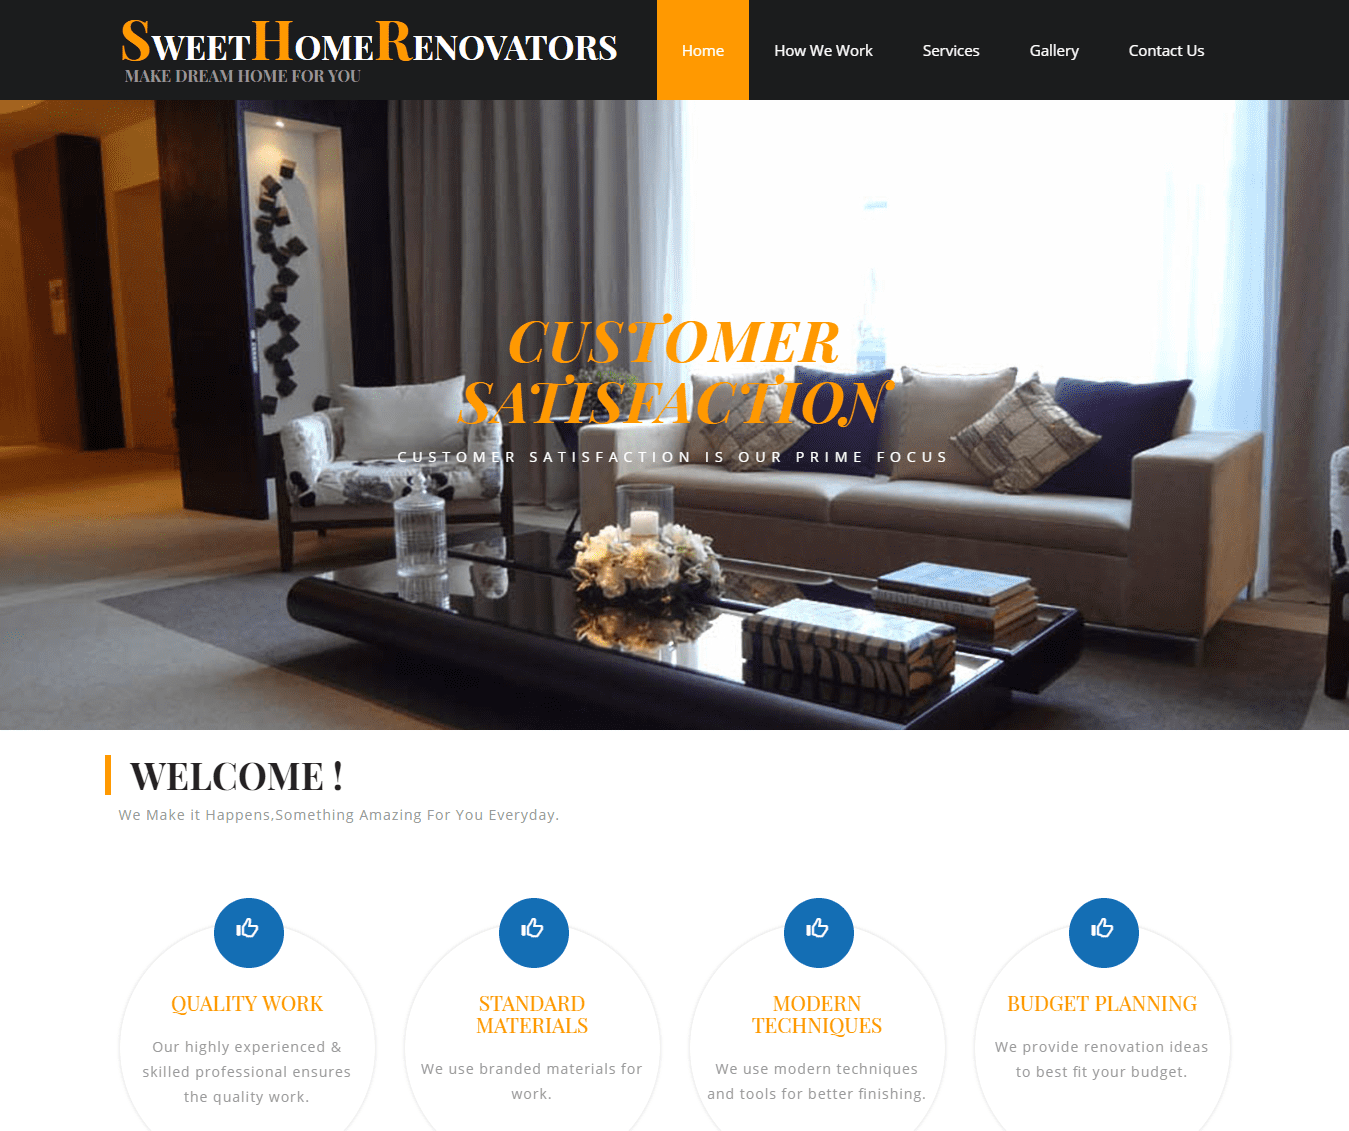 SWEETHOMERENOVATORS
MAKE DREAM HOME FOR YOU
Home
How We Work
Services
Gallery
Contact Us
CUSTOMER
SATISFACTION
CUSTOMER SATISFACTION IS OUR PRIME FOCUS
WELCOME !
We Make it Happens,Something Amazing For You Everyday.
QUALITY WORK
Our highly experienced &
skilled professional ensures
the quality work.
STANDARD
MATERIALS
We use branded materials for
work.
MODERN
TECHNIQUES
We use modern techniques
and tools for better finishing.
BUDGET PLANNING
We provide renovation ideas
to best fit your budget.